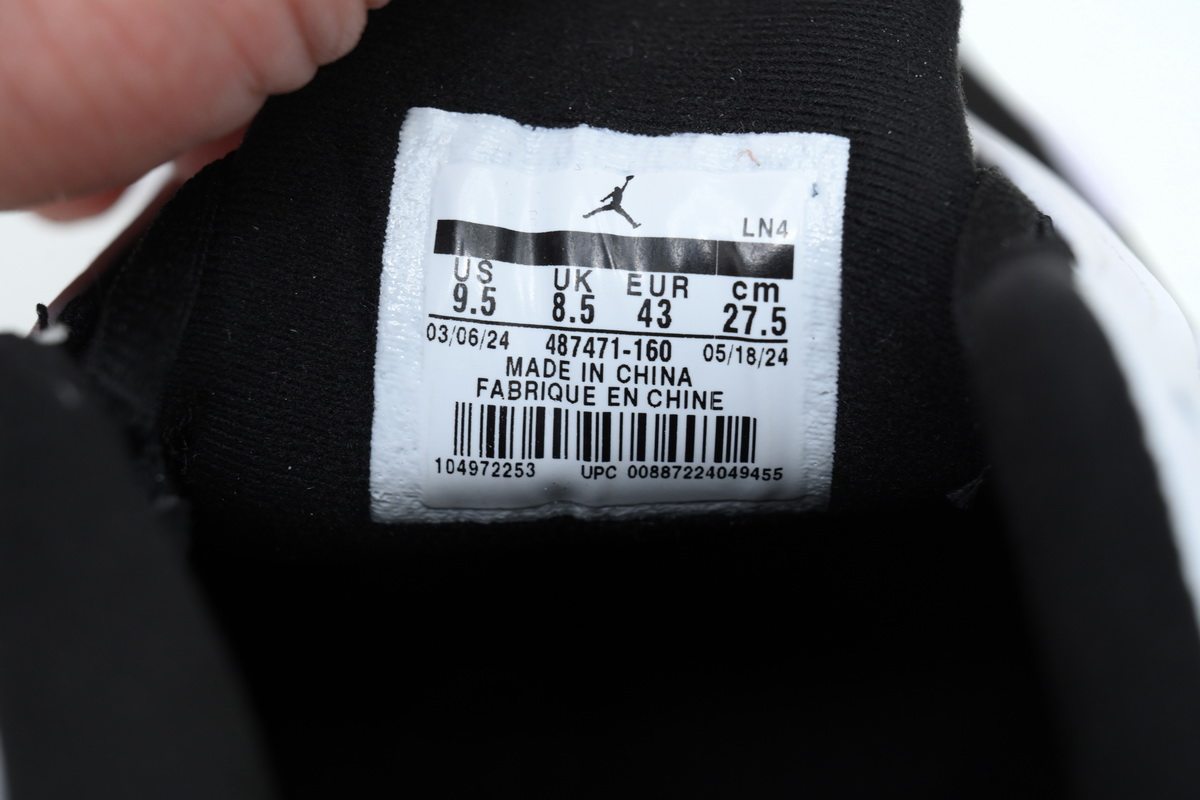 LN4
US UK EUR cm
9.5 8.5 43 27.5
03/06/24 487471-160 05/18/24
MADE IN CHINA
FABRIQUE EN CHINE
104972253 UPC 00887224049455